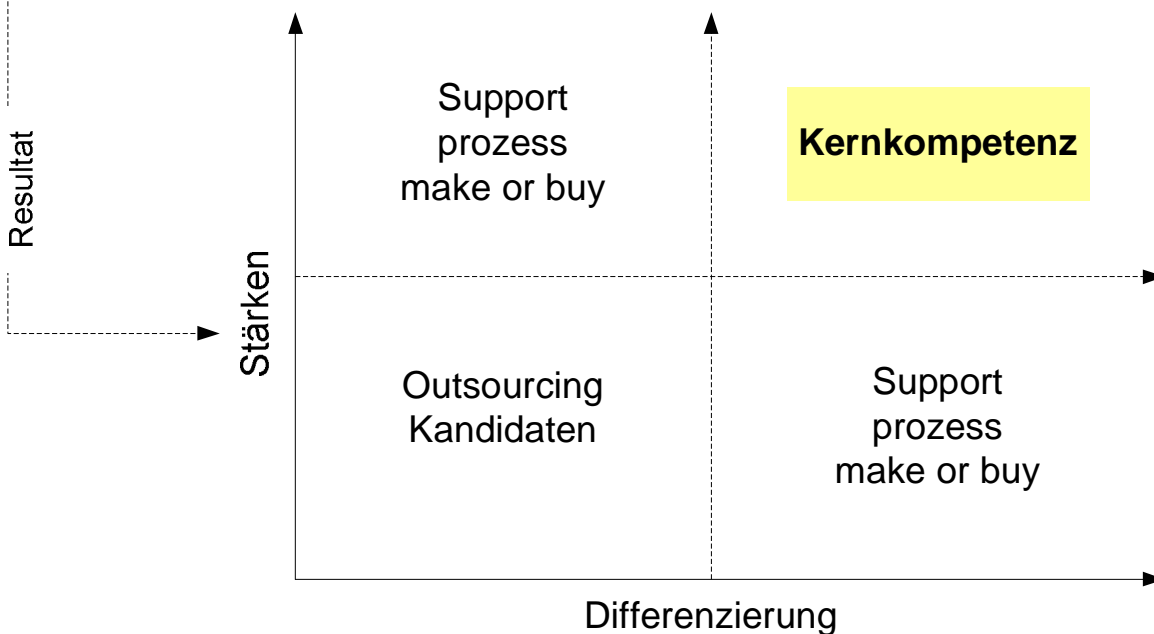 Resultat
Stärken
Support
prozess
make or buy
Kernkompetenz
Outsourcing
Kandidaten
Support
prozess
make or buy
Differenzierung